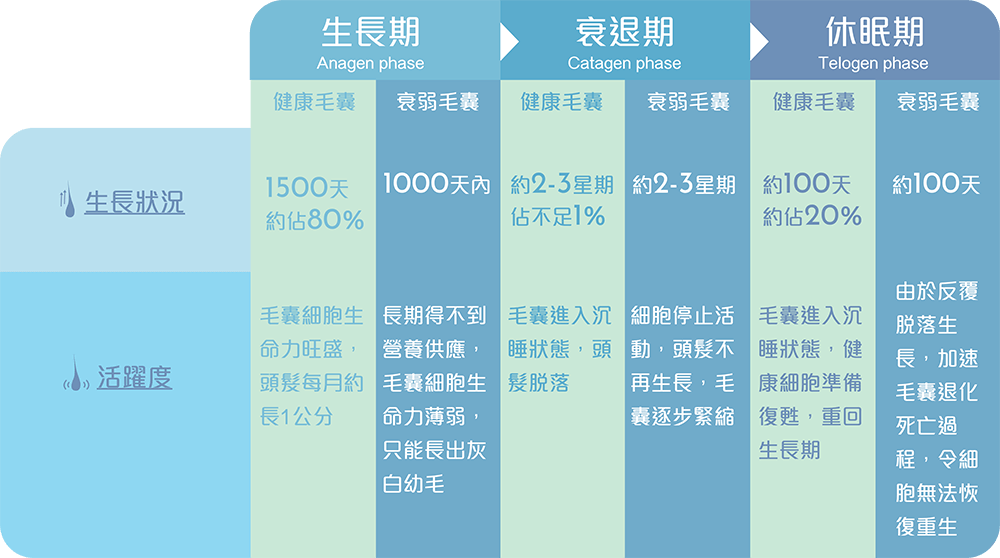 生長期
Anagen phase
衰退期
Catagen phase
休眠期
Telogen phase
健康毛囊
衰弱毛囊
健康毛囊
衰弱毛囊
健康毛囊
衰弱毛囊
生長狀況
1500天
約佔80%
1000天內
約2-3星期
佔不足1%
約2-3星期
約100天
約佔20%
約100天
活躍度
毛囊細胞生
命力旺盛，
頭髮每月約
長1公分
長期得不到
營養供應，
毛囊細胞生
命力薄弱，
只能長出灰
白幼毛
毛囊進入沉
睡狀態，頭
髮脫落
細胞停止活
動，頭髮不
再生長，毛
囊逐步緊縮
毛囊進入沉
睡狀態，健
康細胞準備
復甦，重回
生長期
由於反覆
脫落生
長，加速
毛囊退化
死亡過
程，令細
胞無法恢
復重生